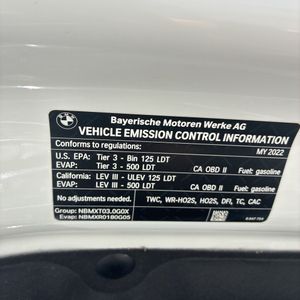 BMW
Bayerische Motoren Werke AG
VEHICLE EMISSION CONTROL INFORMATION
Conforms to regulations: MY 2022
U.S. EPA: Tier 3 - Bin 125 LDT
EVAP: Tier 3 - 500 LDT CA OBD II Fuel: gasoline
California: LEV III - ULEV 125 LDT
EVAP: LEV III - 500 LDT CA OBD II Fuel: gasoline
No adjustments needed. TWC, WR-HO2S, HO2S, DFI, TC, CAC
Group: NBMXT03.0G0X
Evap: NBMXR0180G05